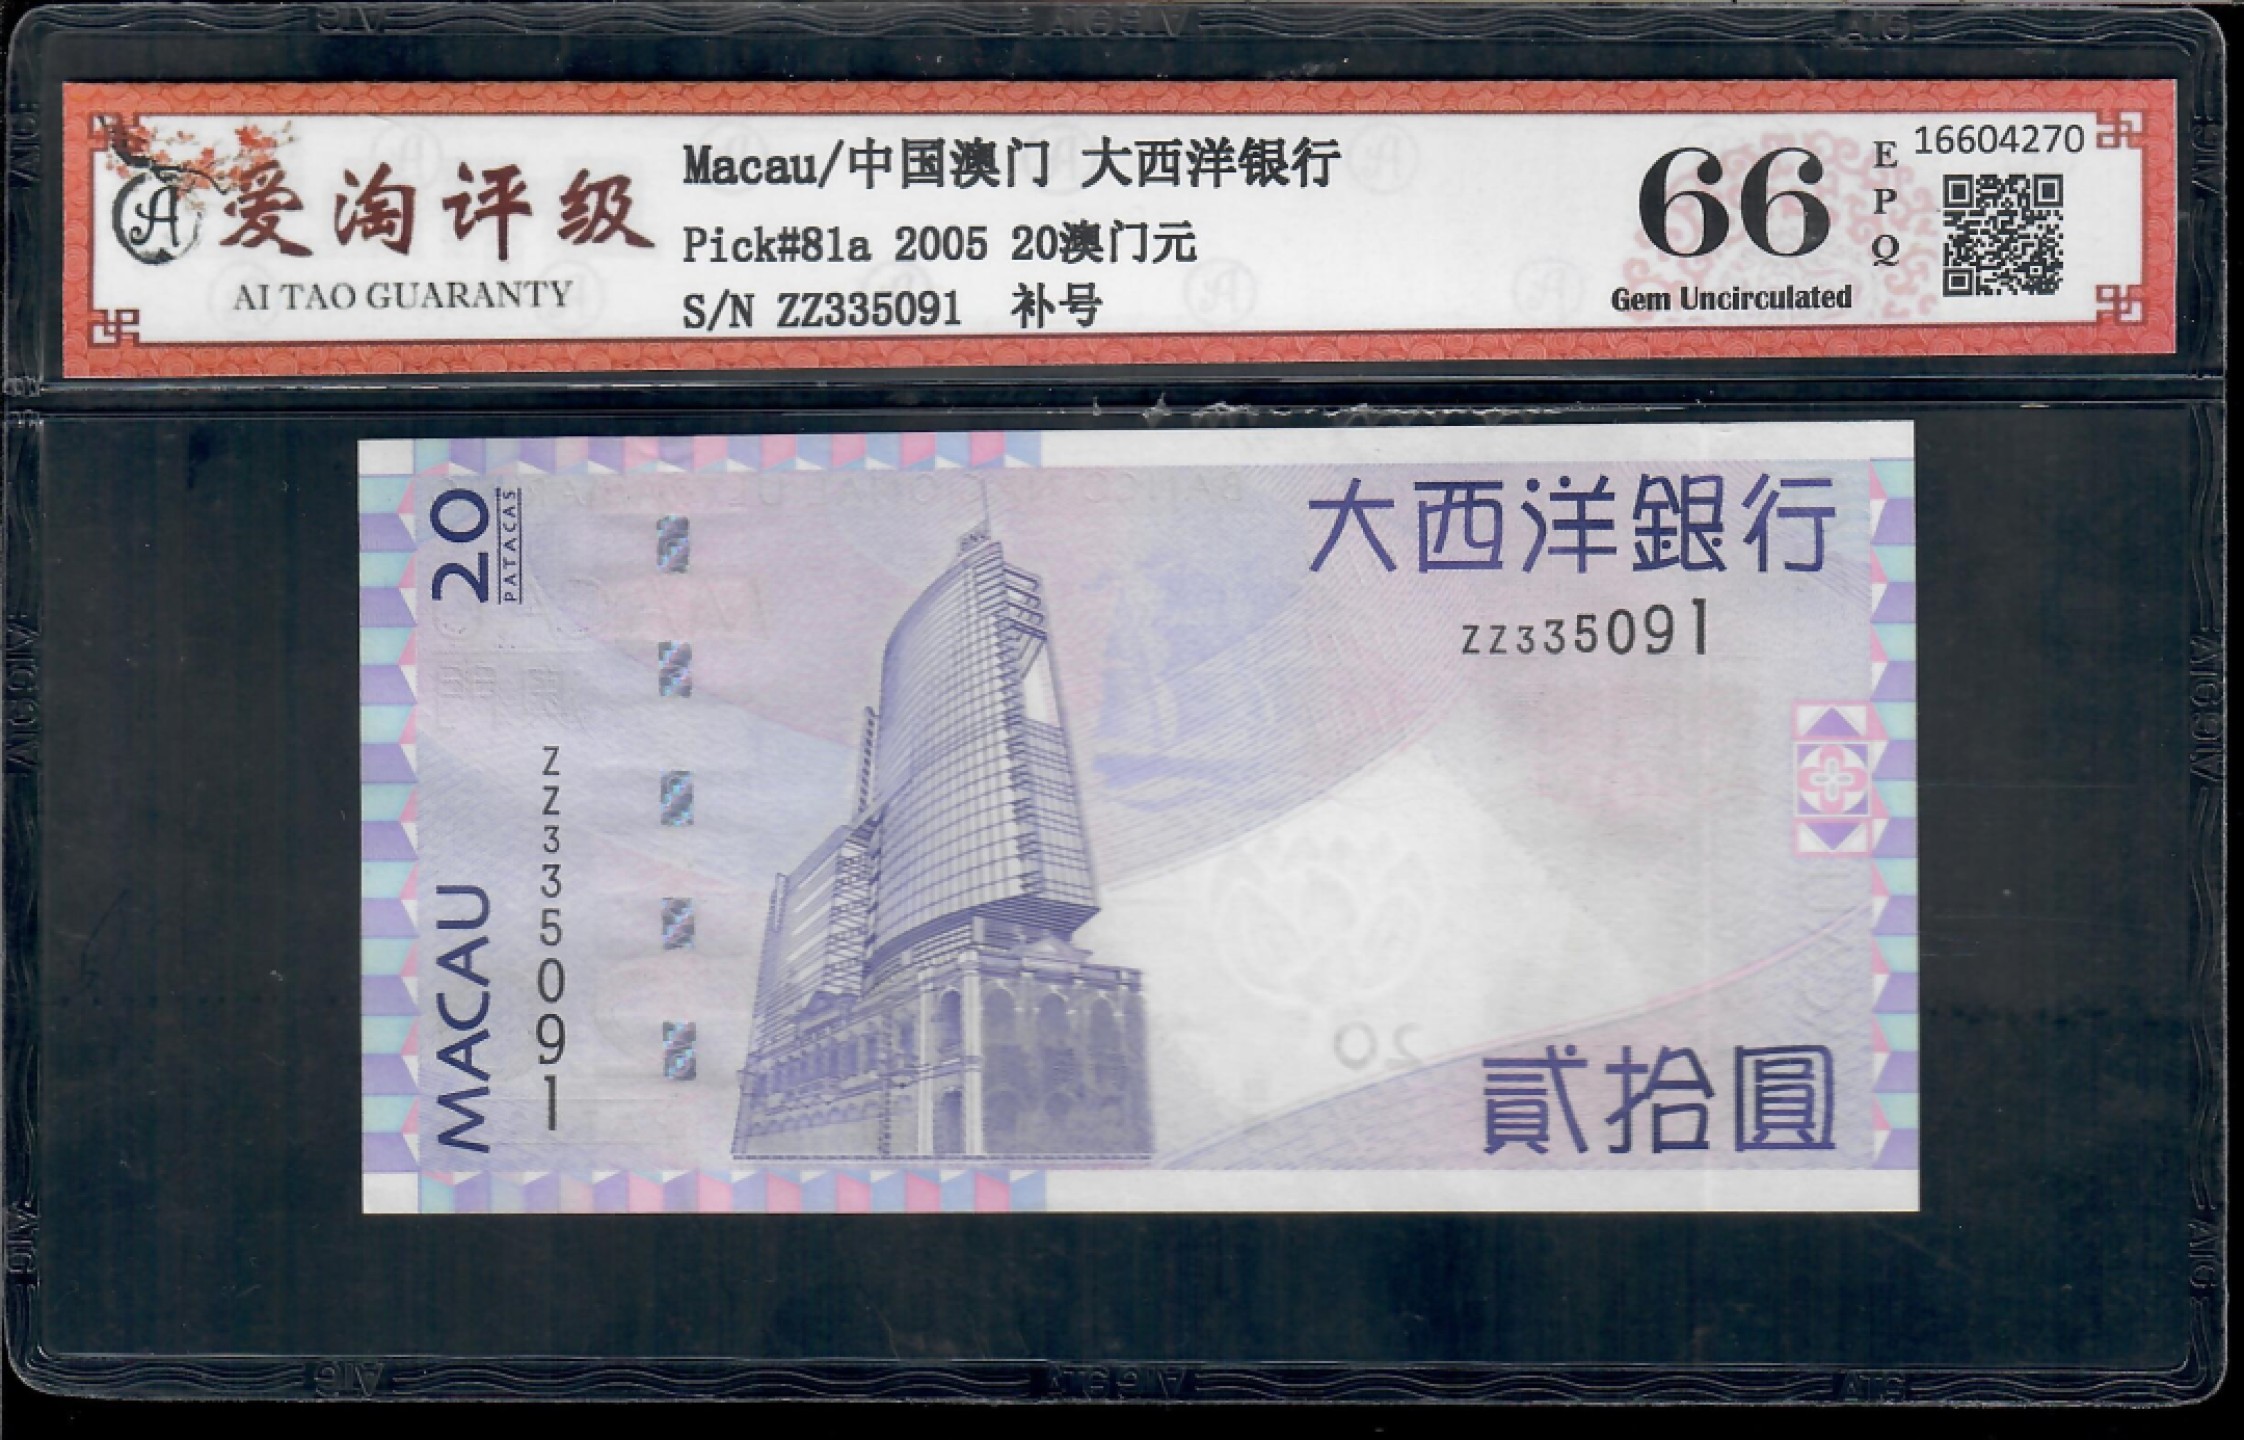 爱淘评级
AI TAO GUARANTY
Macau/中国澳门 大西洋银行
Pick#81a 2005 20澳门元
S/N ZZ335091 补号
66
EPQ
Gem Uncirculated
16604270
20
PATACAS
MACAU
ZZ335091
大西洋銀行
ZZ335091
貳拾圓